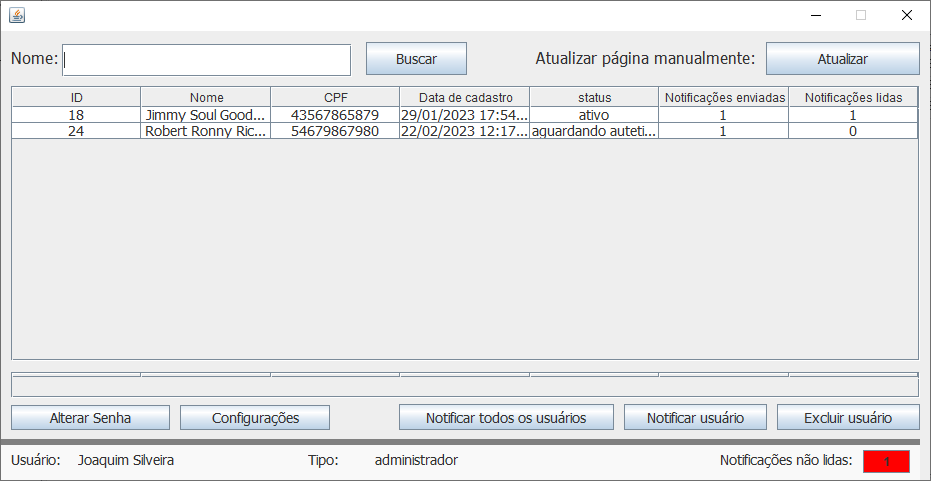 Nome: Buscar Atualizar página manualmente: Atualizar
ID Nome CPF Data de cadastro status Notificações enviadas Notificações lidas
18 Jimmy Soul Good... 43567865879 29/01/2023 17:54... ativo 1 1
24 Robert Ronny Ric... 54679867980 22/02/2023 12:17... aguardando auteti... 1 0
Alterar Senha Configurações Notificar todos os usuários Notificar usuário Excluir usuário
Usuário: Joaquim Silveira Tipo: administrador Notificações não lidas: 1